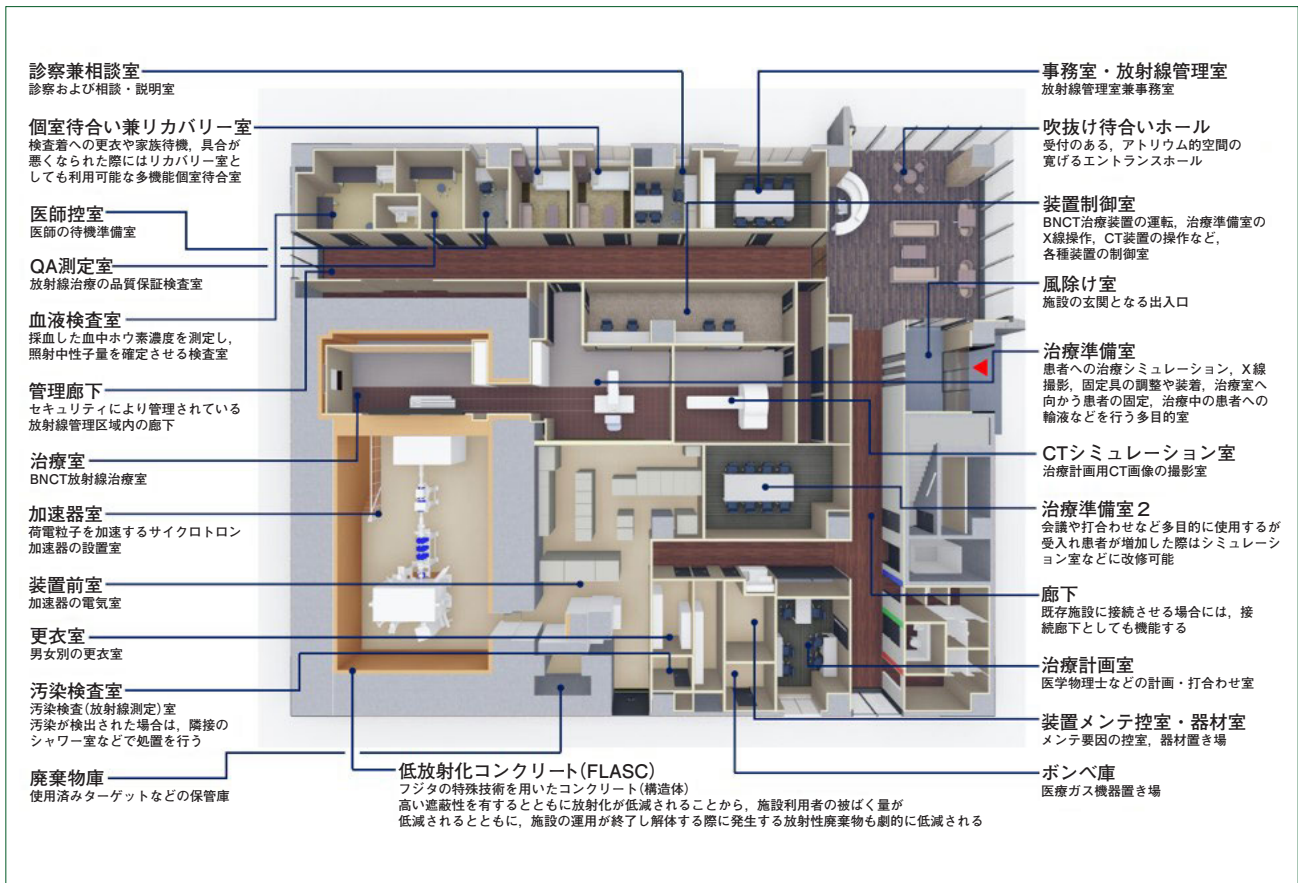 診察兼相談室
診察および相談・説明室
個室待合い兼リカバリー室
検査着への更衣や家族待機，具合が
悪くなられた際にはリカバリー室と
しても利用可能な多機能個室待合室
医師控室
医師の待機準備室
QA測定室
放射線治療の品質保証検査室
血液検査室
採血した血中ホウ素濃度を測定し，
照射中性子量を確定させる検査室
管理廊下
セキュリティにより管理されている
放射線管理区域内の廊下
治療室
BNCT放射線治療室
加速器室
荷電粒子を加速するサイクロトロン
加速器の設置室
装置前室
加速器の電気室
更衣室
男女別の更衣室
汚染検査室
汚染検査(放射線測定)室
汚染が検出された場合は，隣接の
シャワー室などで処置を行う
廃棄物庫
使用済みターゲットなどの保管庫
低放射化コンクリート(FLASC)
フジタの特殊技術を用いたコンクリート(構造体)
高い遮蔽性を有するとともに放射化が低減されることから，施設利用者の被ばく量が
低減されるとともに，施設の運用が終了し解体する際に発生する放射性廃棄物も劇的に低減される
事務室・放射線管理室
放射線管理室兼事務室
吹抜け待合いホール
受付のある，アトリウム的空間の
寛げるエントランスホール
装置制御室
BNCT治療装置の運転，治療準備室の
X線操作，CT装置の操作など，
各種装置の制御室
風除け室
施設の玄関となる出入口
治療準備室
患者への治療シミュレーション，X線
撮影，固定具の調整や装着，治療室へ
向かう患者の固定，治療中の患者への
輸液などを行う多目的室
CTシミュレーション室
治療計画用CT画像の撮影室
治療準備室2
会議や打合わせなど多目的に使用するが
受入れ患者が増加した際はシミュレーシ
ョン室などに改修可能
廊下
既存施設に接続させる場合には，接
続廊下としても機能する
治療計画室
医学物理士などの計画・打合わせ室
装置メンテ控室・器材室
メンテ要因の控室，器材置き場
ボンベ庫
医療ガス機器置き場